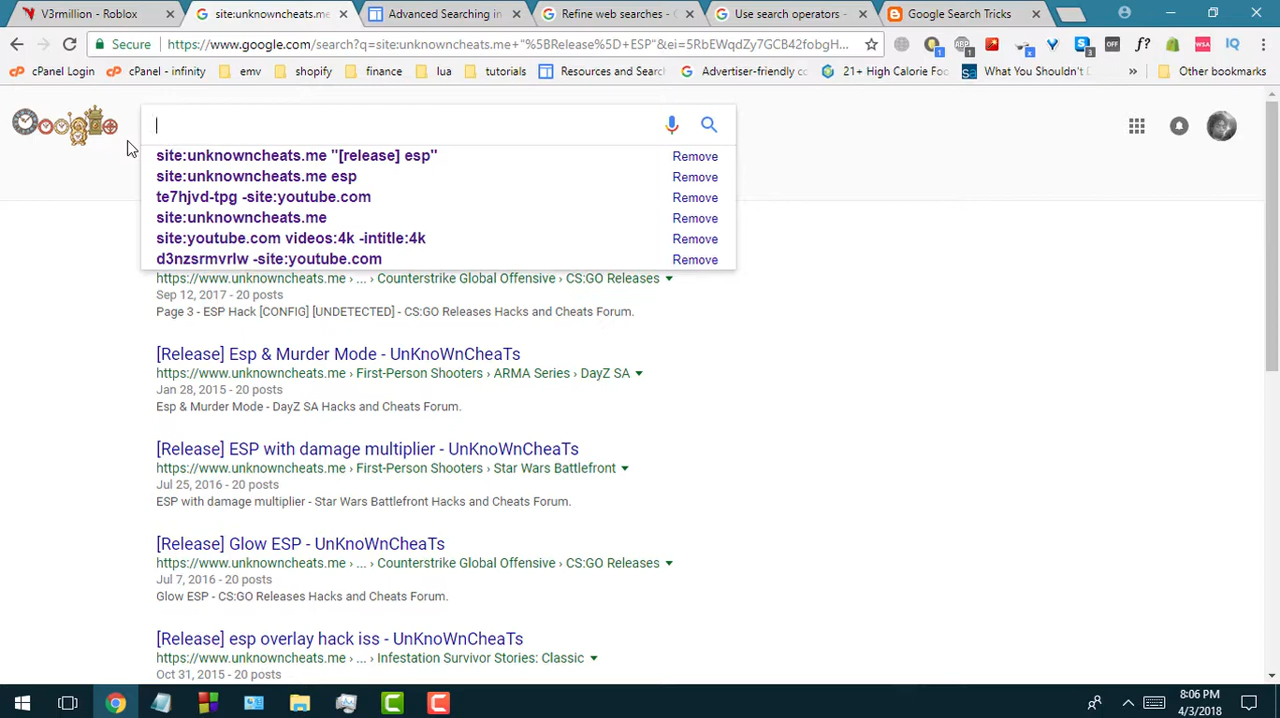 V3rmillion - Roblox
site:unknowncheats.me
Advanced Searching in
Refine web searches -
Use search operators -
Google Search Tricks
Secure
https://www.google.com/search?q=site:unknowncheats.me+"%5BRelease%5D+ESP"&ei=5RbEWqdZy7GCB42fobgH...
cPanel Login
cPanel - infinity
emv
shopify
finance
lua
tutorials
Resources and Searc
Advertiser-friendly co
21+ High Calorie Foo
What You Shouldn't D
»
Other bookmarks
Google
site:unknowncheats.me "[release] esp" Remove
site:unknowncheats.me esp Remove
te7hjvd-tpg -site:youtube.com Remove
site:unknowncheats.me Remove
site:youtube.com videos:4k -intitle:4k Remove
d3nzsrmvrlw -site:youtube.com Remove
https://www.unknowncheats.me › ... › Counterstrike Global Offensive › CS:GO Releases
Sep 12, 2017 - 20 posts
Page 3 - ESP Hack [CONFIG] [UNDETECTED] - CS:GO Releases Hacks and Cheats Forum.
[Release] Esp & Murder Mode - UnKnoWnCheaTs
https://www.unknowncheats.me › First-Person Shooters › ARMA Series › DayZ SA
Jan 28, 2015 - 20 posts
Esp & Murder Mode - DayZ SA Hacks and Cheats Forum.
[Release] ESP with damage multiplier - UnKnoWnCheaTs
https://www.unknowncheats.me › First-Person Shooters › Star Wars Battlefront
Jul 25, 2016 - 20 posts
ESP with damage multiplier - Star Wars Battlefront Hacks and Cheats Forum.
[Release] Glow ESP - UnKnoWnCheaTs
https://www.unknowncheats.me › ... › Counterstrike Global Offensive › CS:GO Releases
Jul 7, 2016 - 20 posts
Glow ESP - CS:GO Releases Hacks and Cheats Forum.
[Release] esp overlay hack iss - UnKnoWnCheaTs
https://www.unknowncheats.me › ... › Infestation Survivor Stories: Classic
Oct 31, 2015 - 20 posts
8:06 PM
4/3/2018